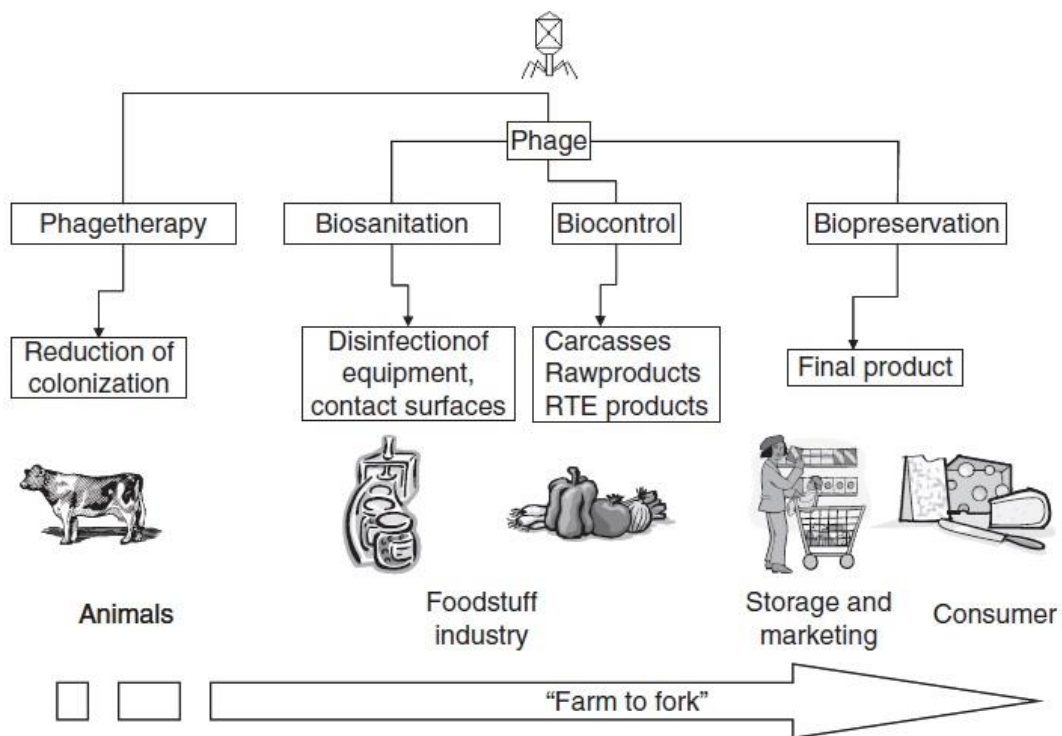 Phage
Phagetherapy
Biosanitation
Biocontrol
Biopreservation
Reduction of
colonization
Disinfectionof
equipment,
contact surfaces
Carcasses
Rawproducts
RTE products
Final product
Animals
Foodstuff
industry
Storage and
marketing
Consumer
“Farm to fork”